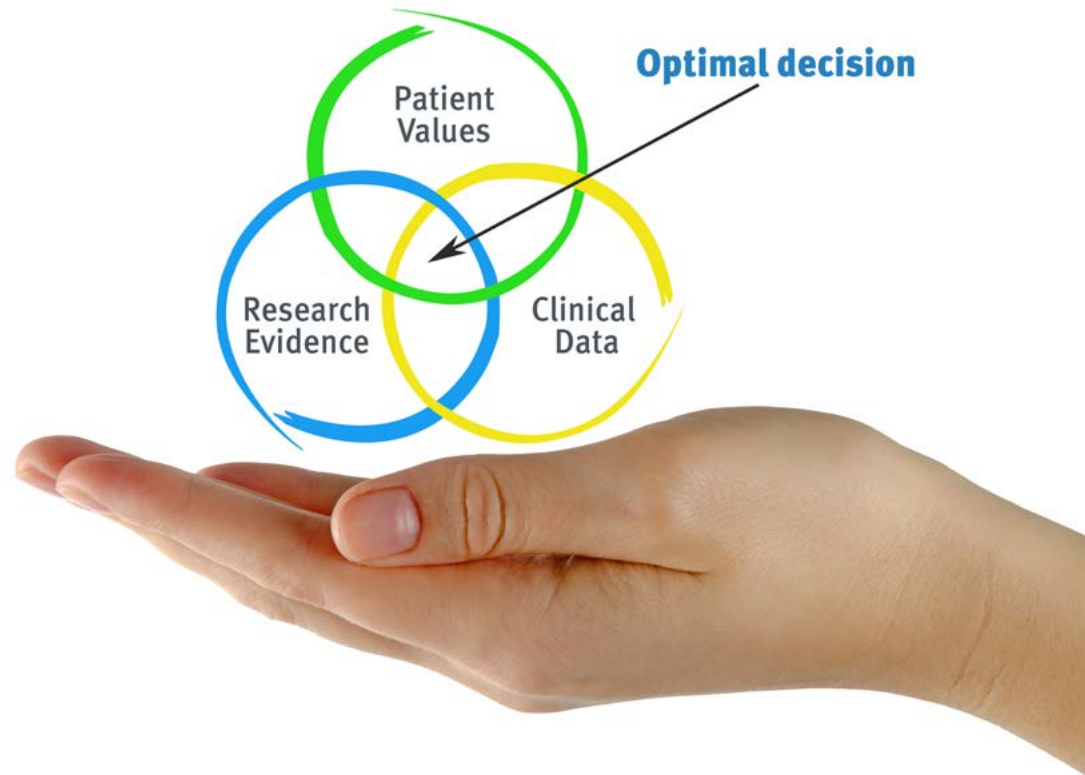 Optimal decision
Patient
Values
Research
Evidence
Clinical
Data